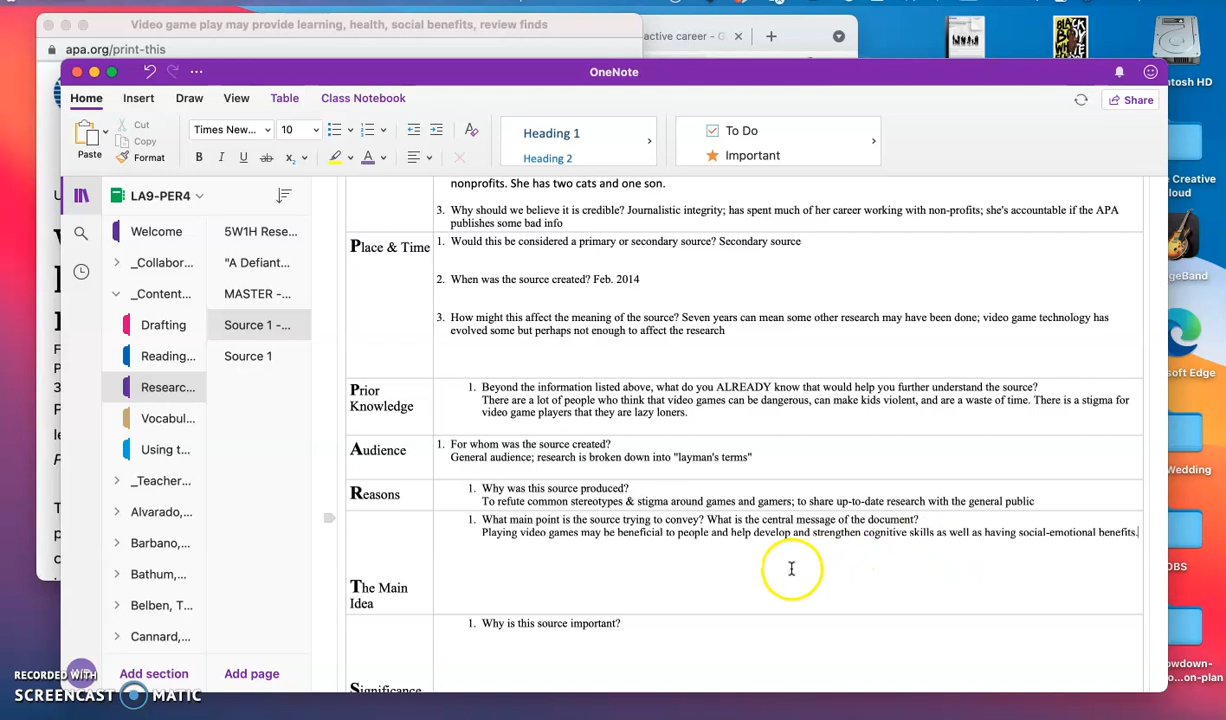 Video game play may provide learning, health, social benefits, review finds
apa.org/print-this
active career - G
OneNote
Home
Insert
Draw
View
Table
Class Notebook
Share
Paste
Cut
Copy
Format
Times New...
10
B I U ab x₂ A
Heading 1
Heading 2
To Do
Important
ntosh HD
e Creative
loud
geBand
soft Edge
Wedding
OBS
owdown-
...on-plan
LA9-PER4
Welcome
_Collabor...
_Content...
Drafting
Reading...
Researc...
Vocabul...
Using t...
_Teacher...
Alvarado,...
Barbano,...
Bathum,...
Belben, T...
Cannard,...
Add section
5W1H Rese...
"A Defiant...
MASTER -...
Source 1 -...
Source 1
Add page
nonprofits. She has two cats and one son.
3. Why should we believe it is credible? Journalistic integrity; has spent much of her career working with non-profits; she's accountable if the APA
publishes some bad info
Place & Time
1. Would this be considered a primary or secondary source? Secondary source
2. When was the source created? Feb. 2014
3. How might this affect the meaning of the source? Seven years can mean some other research may have been done; video game technology has
evolved some but perhaps not enough to affect the research
Prior
Knowledge
1. Beyond the information listed above, what do you ALREADY know that would help you further understand the source?
There are a lot of people who think that video games can be dangerous, can make kids violent, and are a waste of time. There is a stigma for
video game players that they are lazy loners.
Audience
1. For whom was the source created?
General audience; research is broken down into "layman's terms"
Reasons
1. Why was this source produced?
To refute common stereotypes & stigma around games and gamers; to share up-to-date research with the general public
1. What main point is the source trying to convey? What is the central message of the document?
Playing video games may be beneficial to people and help develop and strengthen cognitive skills as well as having social-emotional benefits.
The Main
Idea
1. Why is this source important?
Significance
RECORDED WITH
SCREENCAST MATIC